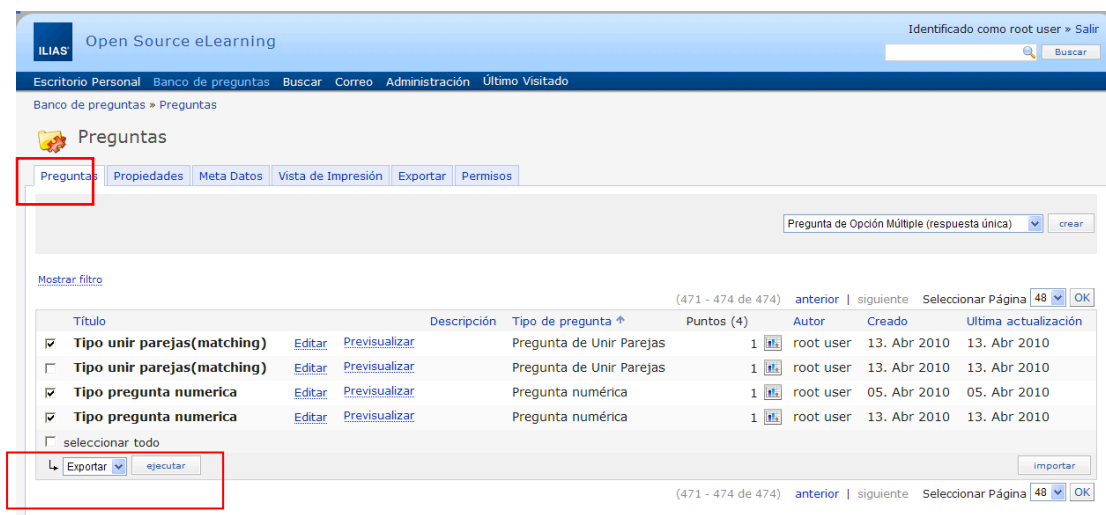 Identificado como root user » Salir
ILIAS Open Source eLearning
Buscar
Escritorio Personal Banco de preguntas Buscar Correo Administración Último Visitado
Banco de preguntas » Preguntas
Preguntas
Preguntas Propiedades Meta Datos Vista de Impresión Exportar Permisos
Pregunta de Opción Múltiple (respuesta única) crear
Mostrar filtro
(471 - 474 de 474) anterior | siguiente Seleccionar Página 48 OK
Título Descripción Tipo de pregunta Puntos (4) Autor Creado Ultima actualización
Tipo unir parejas(matching) Editar Previsualizar Pregunta de Unir Parejas 1 root user 13. Abr 2010 13. Abr 2010
Tipo unir parejas(matching) Editar Previsualizar Pregunta de Unir Parejas 1 root user 13. Abr 2010 13. Abr 2010
Tipo pregunta numerica Editar Previsualizar Pregunta numérica 1 root user 05. Abr 2010 05. Abr 2010
Tipo pregunta numerica Editar Previsualizar Pregunta numérica 1 root user 13. Abr 2010 13. Abr 2010
seleccionar todo
Exportar ejecutar importar
(471 - 474 de 474) anterior | siguiente Seleccionar Página 48 OK